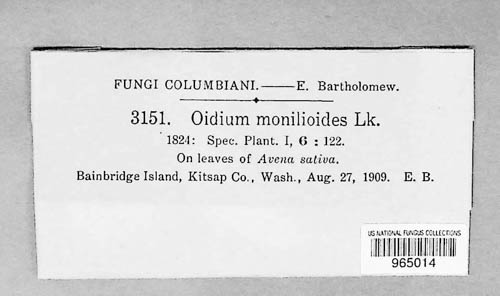 FUNGI COLUMBIANI.——E. Bartholomew.
3151. Oidium monilioides Lk.
1824: Spec. Plant. I, 6 : 122.
On leaves of Avena sativa.
Bainbridge Island, Kitsap Co., Wash., Aug. 27, 1909. E. B.
US NATIONAL FUNGUS COLLECTIONS
965014